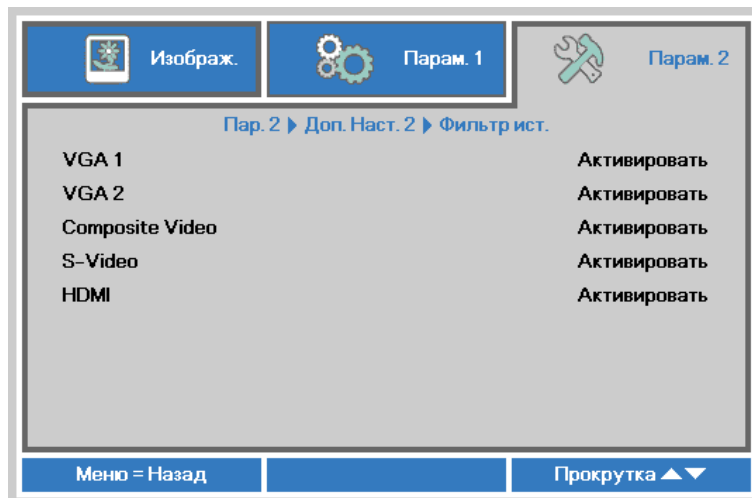 Изображ. Парам. 1 Парам. 2
Пар. 2 ▶ Доп. Наст. 2 ▶ Фильтр ист.
VGA 1 Активировать
VGA 2 Активировать
Composite Video Активировать
S-Video Активировать
HDMI Активировать
Меню = Назад Прокрутка ▲▼